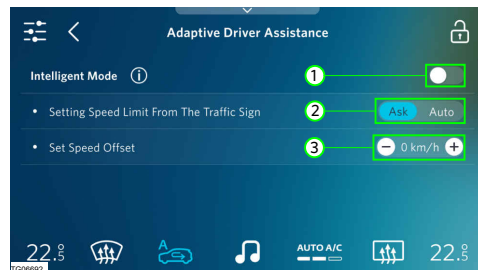 Adaptive Driver Assistance
Intelligent Mode
1
• Setting Speed Limit From The Traffic Sign
2
Ask Auto
• Set Speed Offset
3
− 0 km/h +
22.5 A AUTO A/C 22.5
TG06692